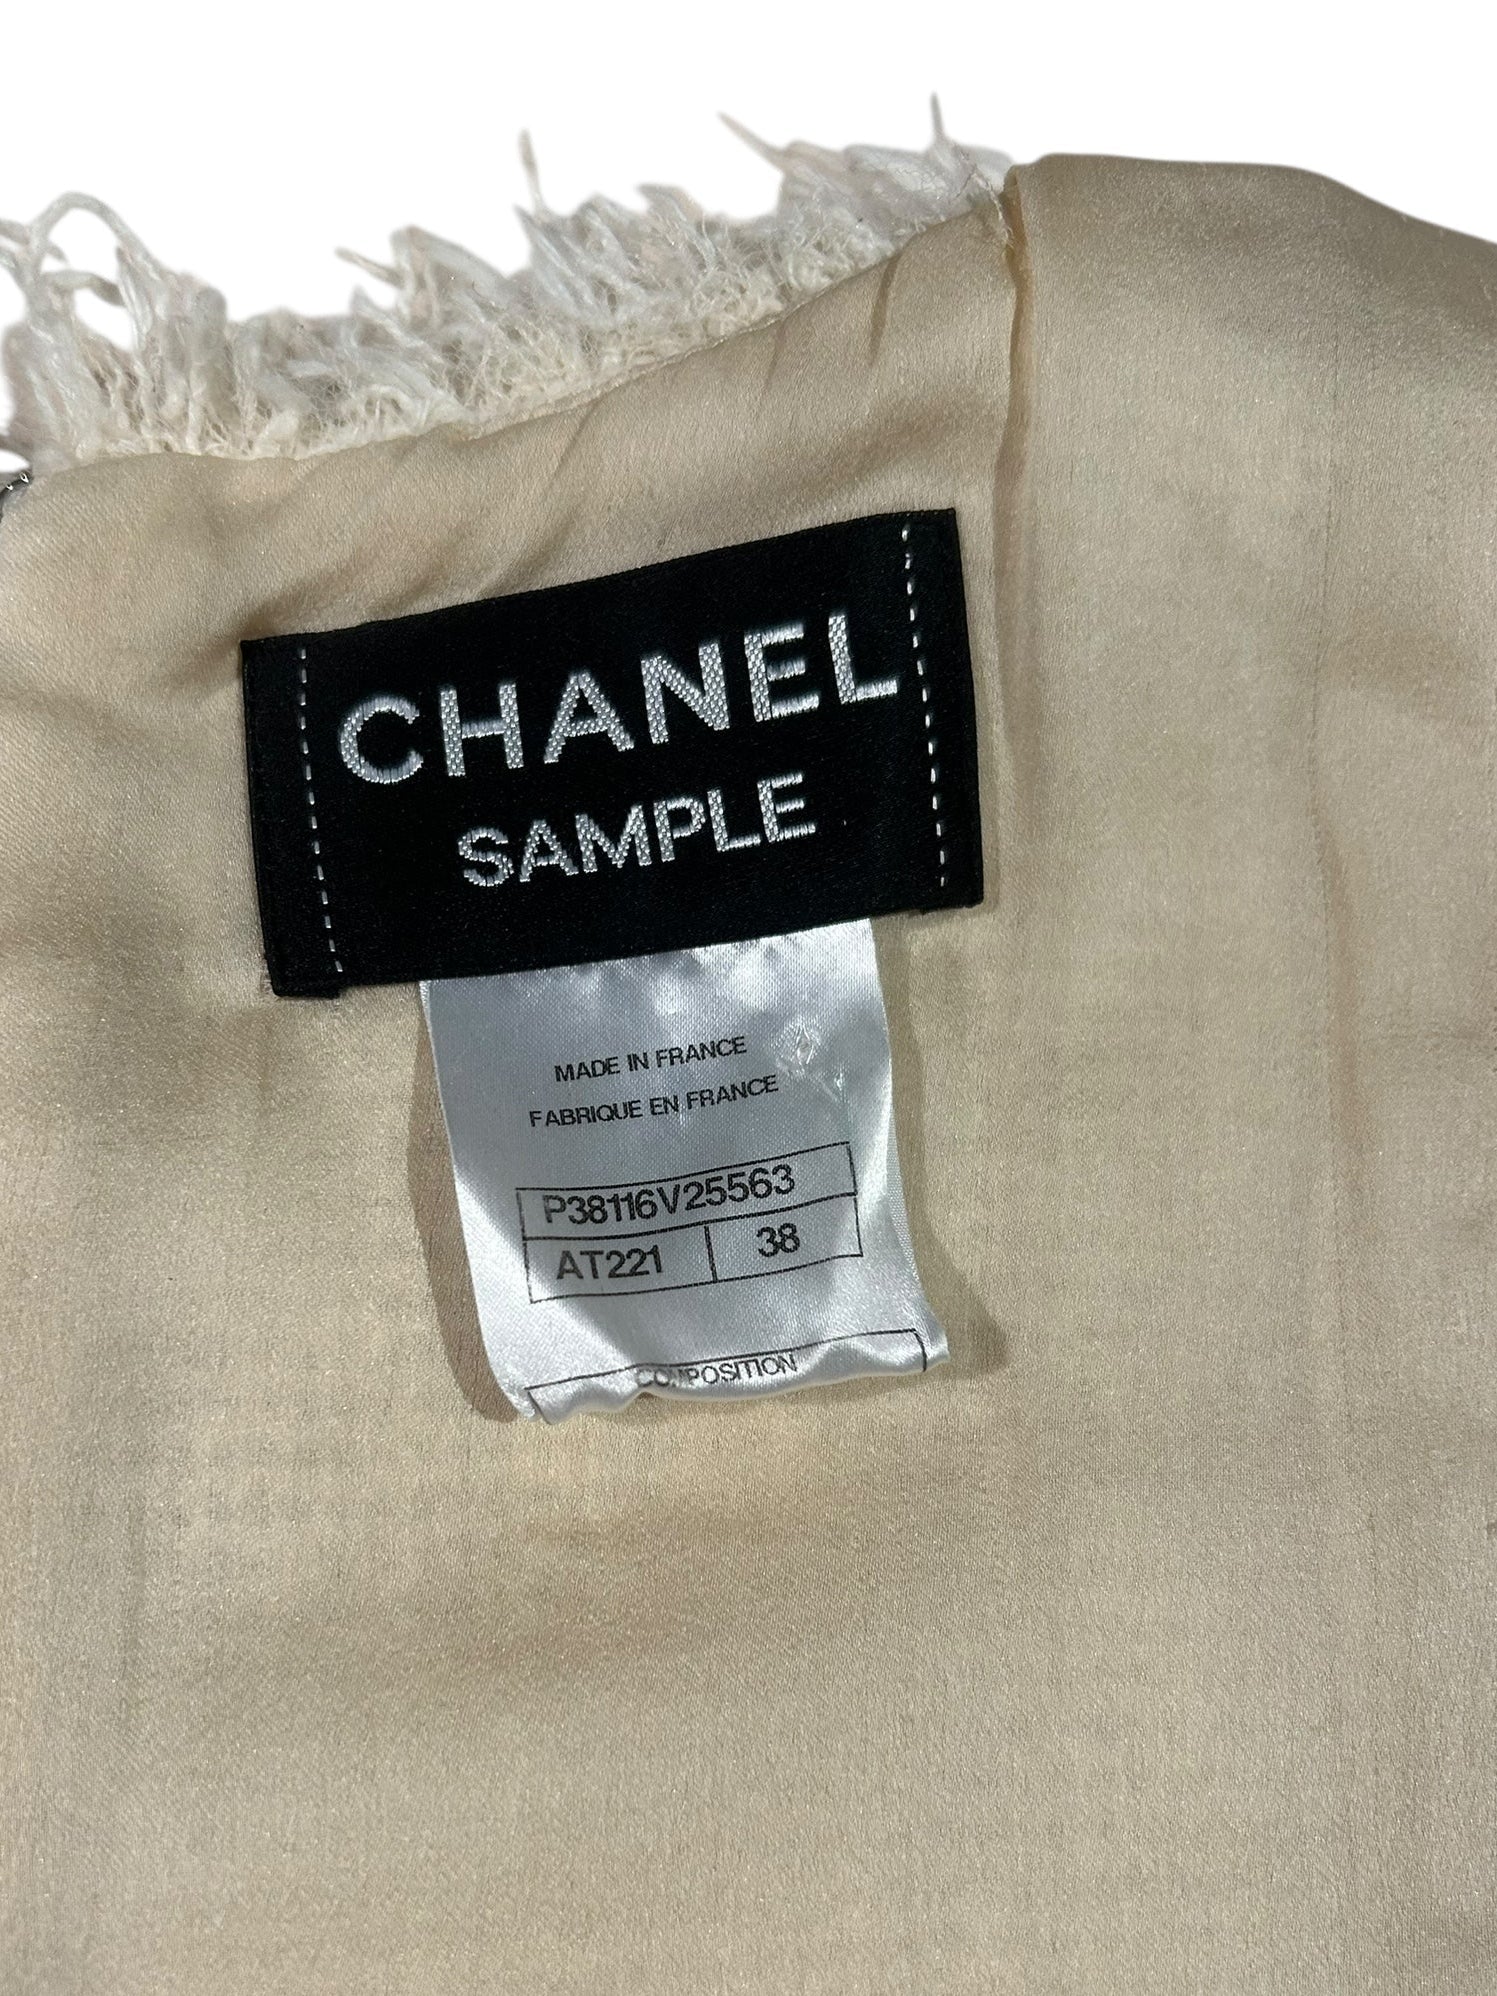 CHANEL
SAMPLE
MADE IN FRANCE
FABRIQUE EN FRANCE
P38116V25563
AT221 38
COMPOSITION